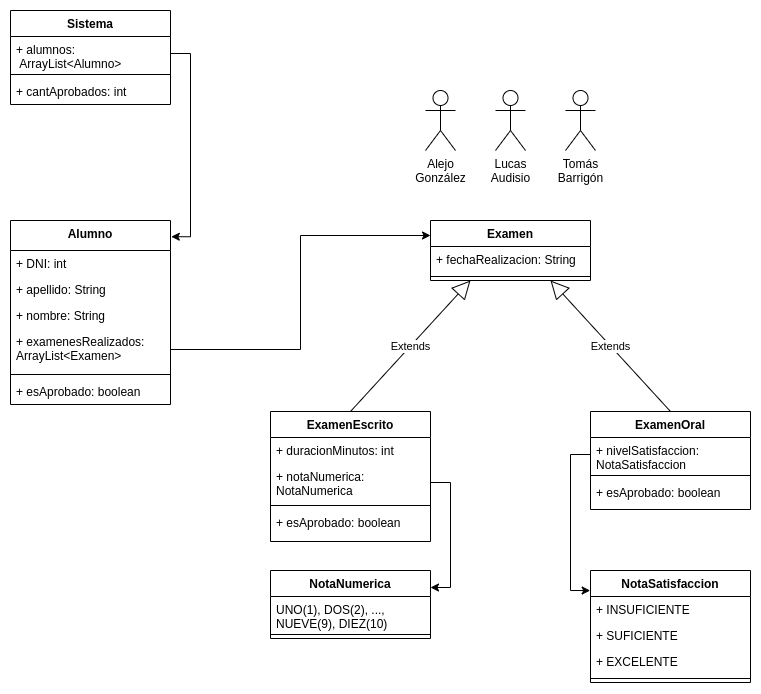 Sistema
+ alumnos:
ArrayList<Alumno>
+ cantAprobados: int
Alejo
González
Lucas
Audisio
Tomás
Barrigón
Alumno
+ DNI: int
+ apellido: String
+ nombre: String
+ examenesRealizados:
ArrayList<Examen>
+ esAprobado: boolean
Examen
+ fechaRealizacion: String
Extends
Extends
ExamenEscrito
+ duracionMinutos: int
+ notaNumerica:
NotaNumerica
+ esAprobado: boolean
ExamenOral
+ nivelSatisfaccion:
NotaSatisfaccion
+ esAprobado: boolean
NotaNumerica
UNO(1), DOS(2), ...,
NUEVE(9), DIEZ(10)
NotaSatisfaccion
+ INSUFICIENTE
+ SUFICIENTE
+ EXCELENTE